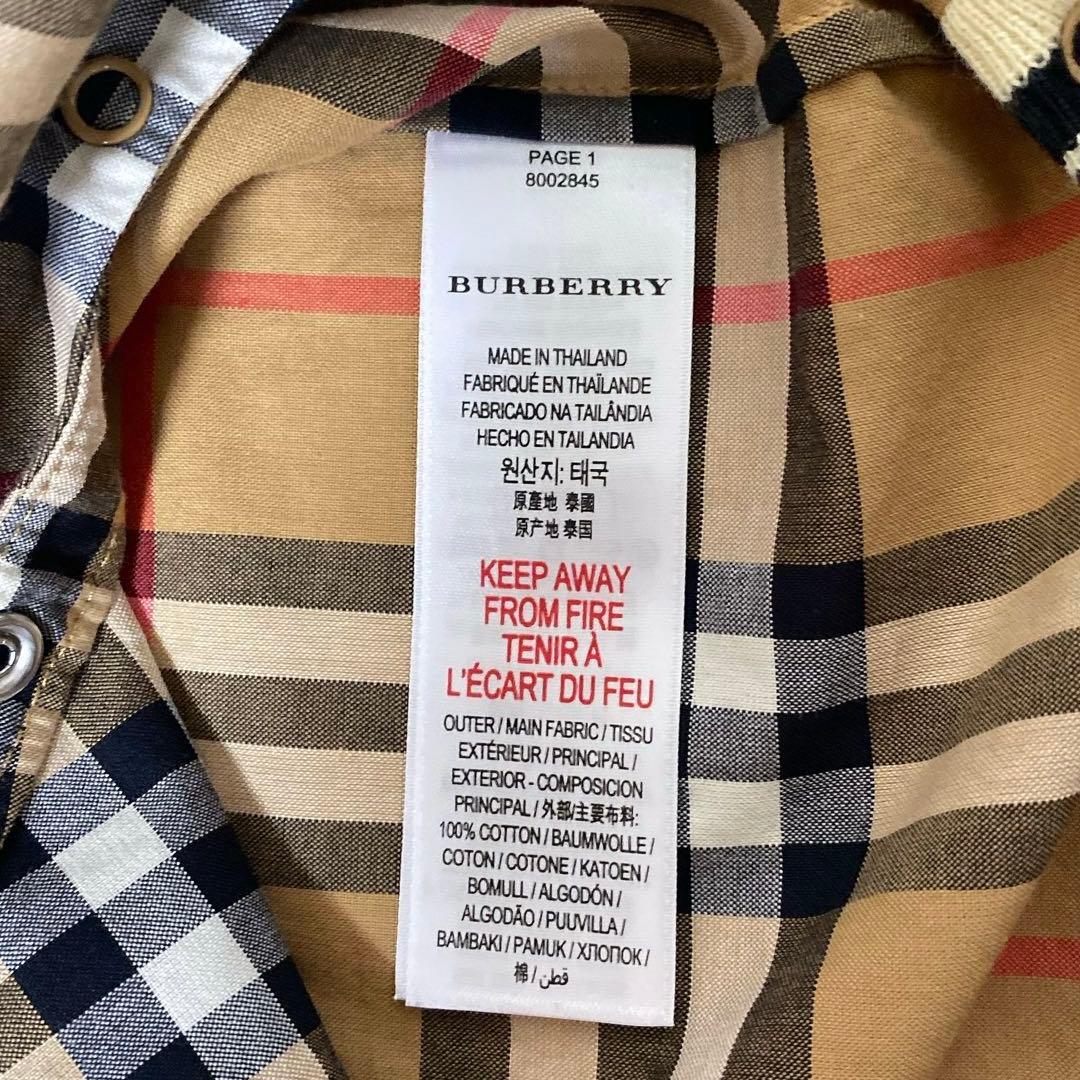 PAGE 1
8002845
BURBERRY
MADE IN THAILAND
FABRIQUÉ EN THAÏLANDE
FABRICADO NA TAILÂNDIA
HECHO EN TAILANDIA
원산지: 태국
原產地 泰國
原产地 泰国
KEEP AWAY
FROM FIRE
TENIR À
L'ÉCART DU FEU
OUTER / MAIN FABRIC / TISSU
EXTÉRIEUR / PRINCIPAL /
EXTERIOR - COMPOSICION
PRINCIPAL / 外部/主要布料:
100% COTTON / BAUMWOLLE /
COTON / COTONE / KATOEN /
BOMULL / ALGODÓN /
ALGODÃO / PUUVILLA /
BAMBAKI / PAMUK / ХЛОПОК /
棉 / قطن